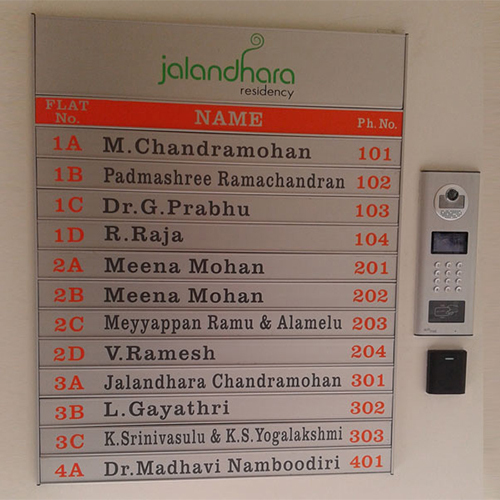 jalandhara
residency
FLAT No. NAME Ph. No.
1A M.Chandramohan 101
1B Padmashree Ramachandran 102
1C Dr.G.Prabhu 103
1D R.Raja 104
2A Meena Mohan 201
2B Meena Mohan 202
2C Meyyappan Ramu & Alamelu 203
2D V.Ramesh 204
3A Jalandhara Chandramohan 301
3B L.Gayathri 302
3C K.Srinivasulu & K.S.Yogalakshmi 303
4A Dr.Madhavi Namboodiri 401